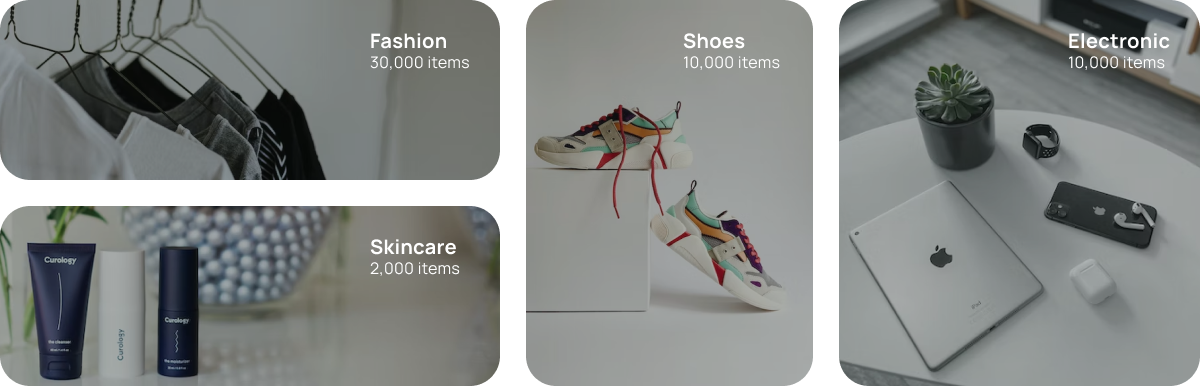 Fashion
30,000 items
Skincare
2,000 items
Curology
the cleanser
Curology
Curology
the moisturizer
Shoes
10,000 items
Electronic
10,000 items
iPad